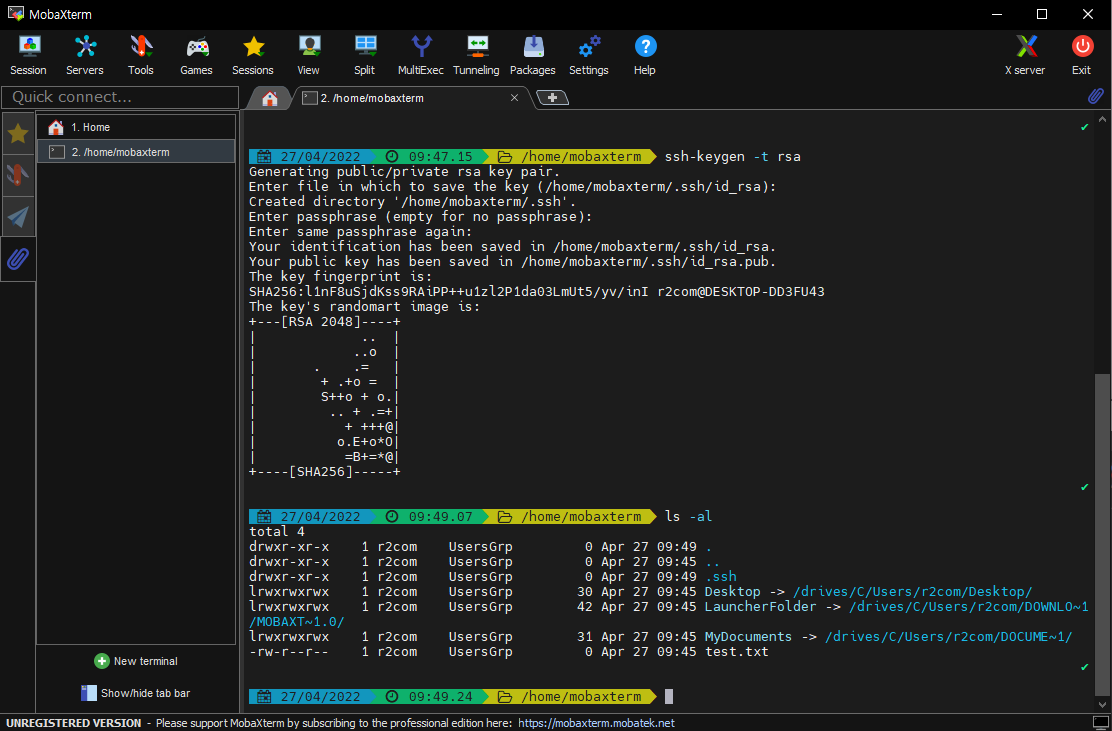 MobaXterm
Session Servers Tools Games Sessions View Split MultiExec Tunneling Packages Settings Help X server Exit
Quick connect...
2. /home/mobaxterm
1. Home
2. /home/mobaxterm
27/04/2022 09:47.15 /home/mobaxterm ssh-keygen -t rsa
Generating public/private rsa key pair.
Enter file in which to save the key (/home/mobaxterm/.ssh/id_rsa):
Created directory '/home/mobaxterm/.ssh'.
Enter passphrase (empty for no passphrase):
Enter same passphrase again:
Your identification has been saved in /home/mobaxterm/.ssh/id_rsa.
Your public key has been saved in /home/mobaxterm/.ssh/id_rsa.pub.
The key fingerprint is:
SHA256:l1nF8uSjdKss9RAiPP++u1zl2P1da03LmUt5/yv/inI r2com@DESKTOP-DD3FU43
The key's randomart image is:
+---[RSA 2048]----+
|             ..  |
|            ..o  |
|       .    .=   |
|        + .+o =  |
|        S++o + o.|
|         .. + .=+|
|           + +++@|
|          o.E+o*O|
|           =B+=*@|
+----[SHA256]-----+
27/04/2022 09:49.07 /home/mobaxterm ls -al
total 4
drwxr-xr-x    1 r2com    UsersGrp         0 Apr 27 09:49 .
drwxr-xr-x    1 r2com    UsersGrp         0 Apr 27 09:45 ..
drwxr-xr-x    1 r2com    UsersGrp         0 Apr 27 09:49 .ssh
lrwxrwxrwx    1 r2com    UsersGrp        30 Apr 27 09:45 Desktop -> /drives/C/Users/r2com/Desktop/
lrwxrwxrwx    1 r2com    UsersGrp        42 Apr 27 09:45 LauncherFolder -> /drives/C/Users/r2com/DOWNLO~1
/MOBAXT~1.0/
lrwxrwxrwx    1 r2com    UsersGrp        31 Apr 27 09:45 MyDocuments -> /drives/C/Users/r2com/DOCUME~1/
-rw-r--r--    1 r2com    UsersGrp         0 Apr 27 09:45 test.txt
27/04/2022 09:49.24 /home/mobaxterm
New terminal
Show/hide tab bar
UNREGISTERED VERSION - Please support MobaXterm by subscribing to the professional edition here: https://mobaxterm.mobatek.net